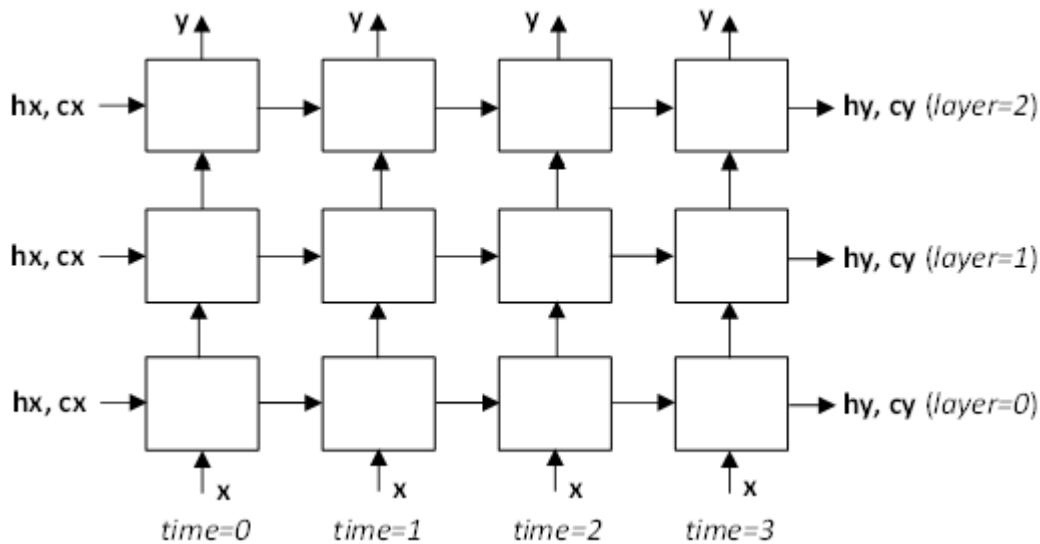 y y y y
hx, cx hy, cy (layer=2)
hx, cx hy, cy (layer=1)
hx, cx hy, cy (layer=0)
x x x x
time=0 time=1 time=2 time=3